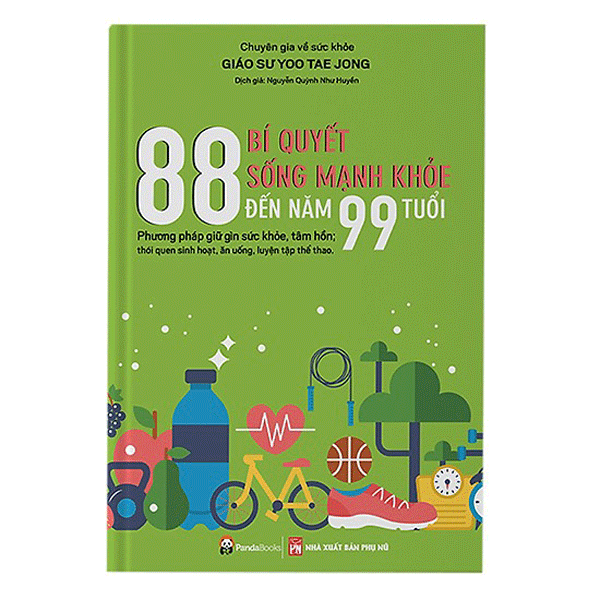 Chuyên gia về sức khỏe
GIÁO SƯ YOO TAE JONG
Dịch giả: Nguyễn Quỳnh Như Huyền
88 BÍ QUYẾT
SỐNG MẠNH KHỎE
ĐẾN NĂM 99 TUỔI
Phương pháp giữ gìn sức khỏe, tâm hồn;
thói quen sinh hoạt, ăn uống, luyện tập thể thao.
PandaBooks PN NHÀ XUẤT BẢN PHỤ NỮ